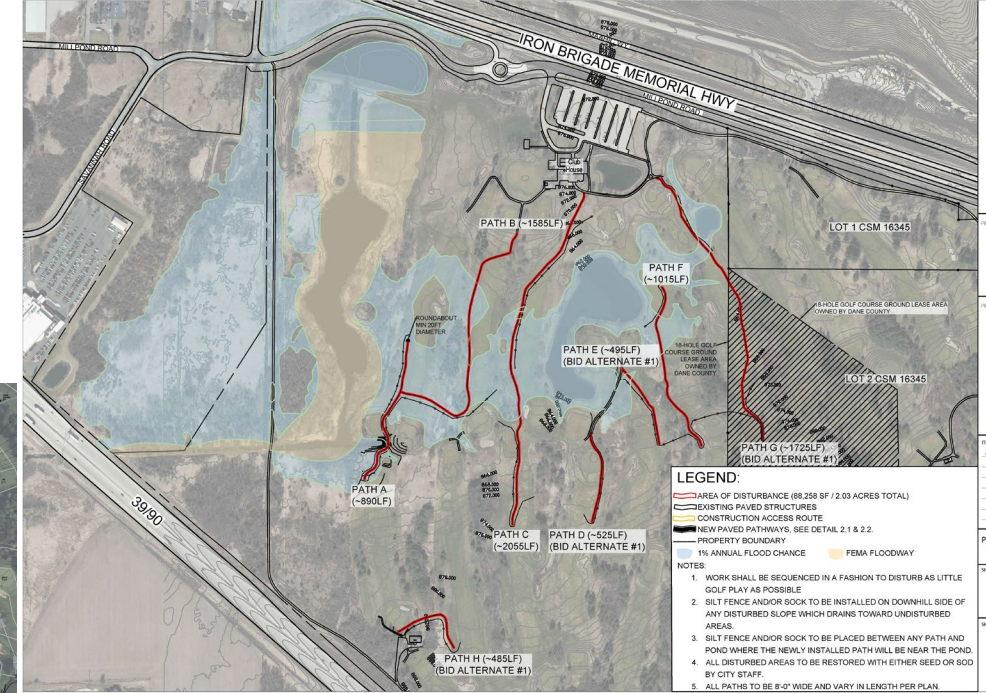 MILLPOND ROAD
IRON BRIGADE MEMORIAL HWY
MILLPOND ROAD
SAVANNAH ROAD
Club
House
PATH B (~1585LF)
LOT 1 CSM 16345
PATH F
(~1015LF)
18-HOLE GOLF COURSE GROUND LEASE AREA
OWNED BY DANE COUNTY
ROUNDABOUT
MIN 20FT
DIAMETER
PATH E (~495LF)
(BID ALTERNATE #1)
18-HOLE GOLF
COURSE GROUND
LEASE AREA
OWNED BY
DANE COUNTY
LOT 2 CSM 16345
PATH G (~1725LF)
(BID ALTERNATE #1)
PATH A
(~890LF)
39/90
PATH C
(~2055LF)
PATH D (~525LF)
(BID ALTERNATE #1)
PATH H (~485LF)
(BID ALTERNATE #1)
LEGEND:
AREA OF DISTURBANCE (88,258 SF / 2.03 ACRES TOTAL)
EXISTING PAVED STRUCTURES
CONSTRUCTION ACCESS ROUTE
NEW PAVED PATHWAYS, SEE DETAIL 2.1 & 2.2.
PROPERTY BOUNDARY
1% ANNUAL FLOOD CHANCE FEMA FLOODWAY
NOTES:
1. WORK SHALL BE SEQUENCED IN A FASHION TO DISTURB AS LITTLE
GOLF PLAY AS POSSIBLE
2. SILT FENCE AND/OR SOCK TO BE INSTALLED ON DOWNHILL SIDE OF
ANY DISTURBED SLOPE WHICH DRAINS TOWARD UNDISTURBED
AREAS.
3. SILT FENCE AND/OR SOCK TO BE PLACED BETWEEN ANY PATH AND
POND WHERE THE NEWLY INSTALLED PATH WILL BE NEAR THE POND.
4. ALL DISTURBED AREAS TO BE RESTORED WITH EITHER SEED OR SOD
BY CITY STAFF.
5. ALL PATHS TO BE 8'-0" WIDE AND VARY IN LENGTH PER PLAN.